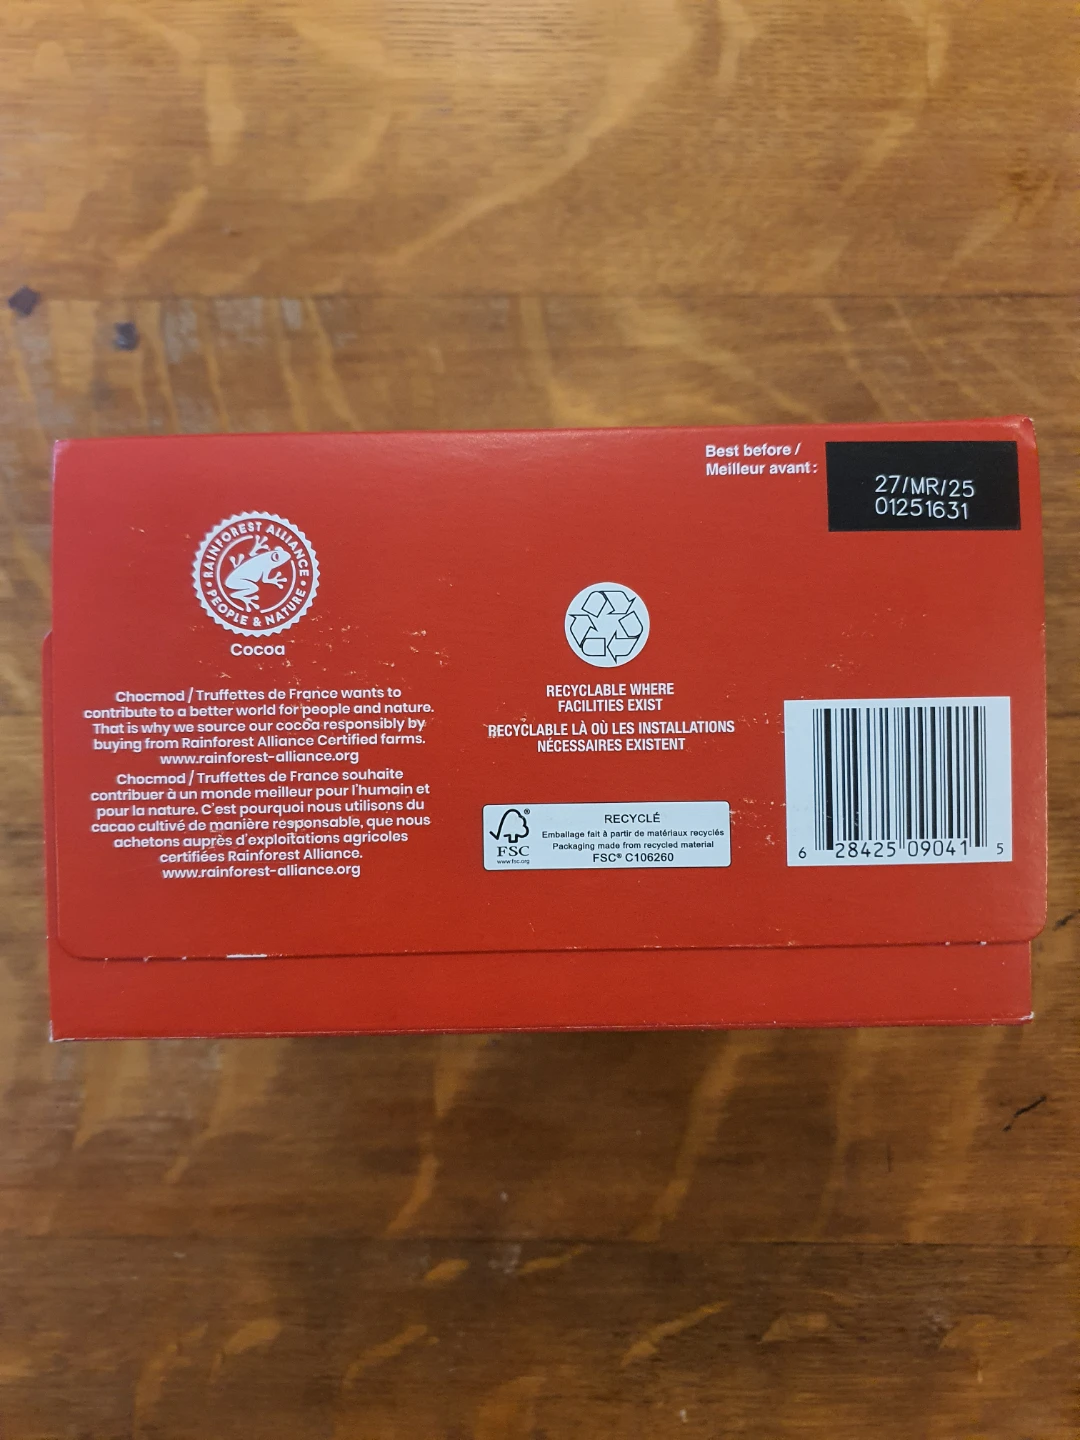 Best before /
Meilleur avant :
27/MR/25
01251631
RAINFOREST ALLIANCE
PEOPLE & NATURE
Cocoa
Chocmod / Truffettes de France wants to
contribute to a better world for people and nature.
That is why we source our cocoa responsibly by
buying from Rainforest Alliance Certified farms.
www.rainforest-alliance.org
Chocmod / Truffettes de France souhaite
contribuer à un monde meilleur pour l'humain et
pour la nature. C'est pourquoi nous utilisons du
cacao cultivé de manière responsable, que nous
achetons auprès d'exploitations agricoles
certifiées Rainforest Alliance.
www.rainforest-alliance.org
RECYCLABLE WHERE
FACILITIES EXIST
RECYCLABLE LÀ OÙ LES INSTALLATIONS
NÉCESSAIRES EXISTENT
FSC
www.fsc.org
RECYCLÉ
Emballage fait à partir de matériaux recyclés
Packaging made from recycled material
FSC® C106260
6 28425 09041 5